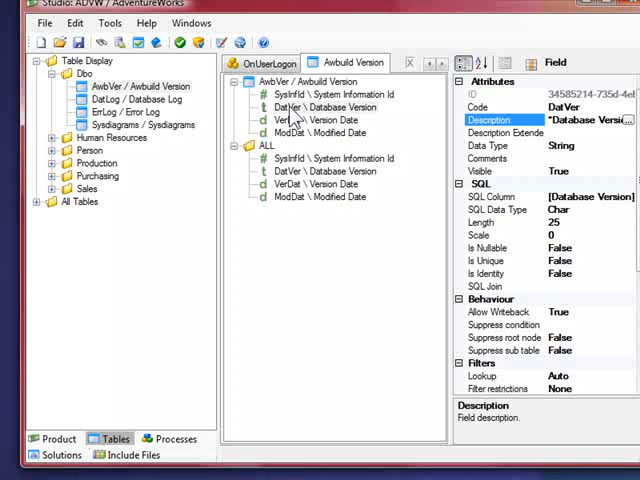 Studio: ADVW / AdventureWorks
File Edit Tools Help Windows
Table Display
Dbo
AwbVer / Awbuild Version
DatLog / Database Log
ErrLog / Error Log
Sysdiagrams / Sysdiagrams
Human Resources
Person
Production
Purchasing
Sales
All Tables
Product Tables Processes
Solutions Include Files
OnUserLogon Awbuild Version
AwbVer / Awbuild Version
SysInfId \ System Information Id
DatVer \ Database Version
\ Version Date
ModDat \ Modified Date
ALL
SysInfId \ System Information Id
DatVer \ Database Version
VerDat \ Version Date
ModDat \ Modified Date
Field
Attributes
ID 34585214-735d-4e
Code DatVer
Description *Database Versi ...
Description Extende
Data Type String
Comments
Visible True
SQL
SQL Column [Database Version]
SQL Data Type Char
Length 25
Scale 0
Is Nullable False
Is Unique False
Is Identity False
SQL Join
Behaviour
Allow Writeback True
Suppress condition
Suppress root node False
Suppress sub table False
Filters
Lookup Auto
Filter restrictions None
Description
Field description.